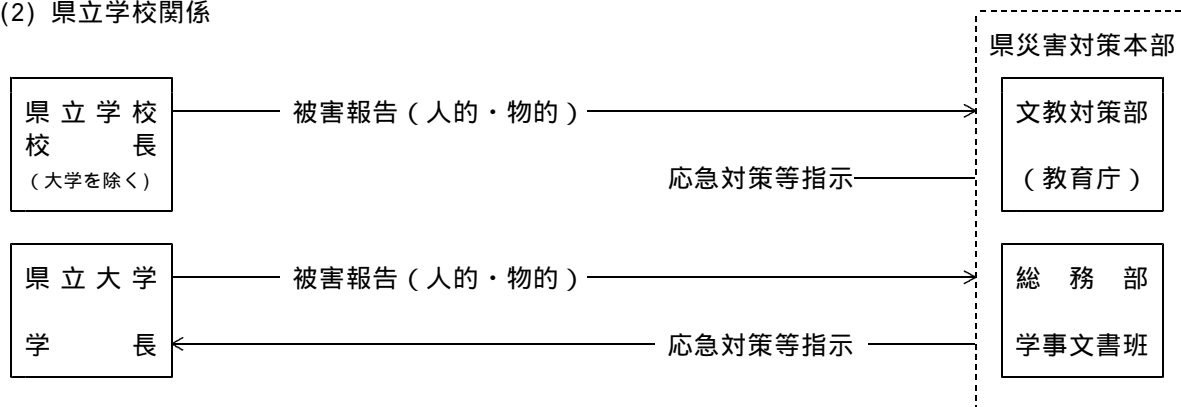 (2) 県立学校関係
県災害対策本部
県立学校
校長
(大学を除く)
被害報告(人的・物的)
応急対策等指示
文教対策部
(教育庁)
県立大学
学長
被害報告(人的・物的)
応急対策等指示
総務部
学事文書班